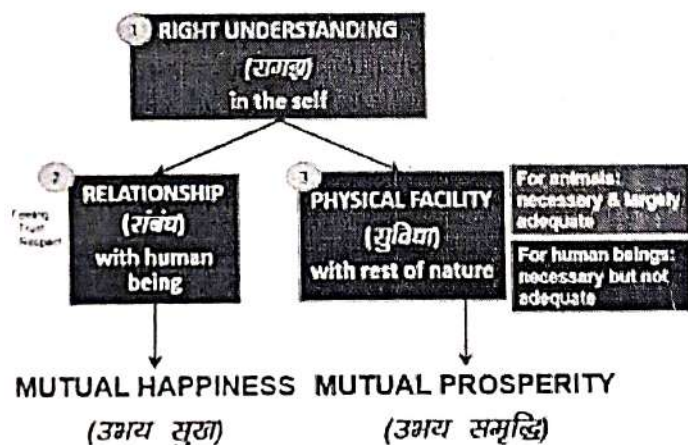 1
RIGHT UNDERSTANDING
(समझ)
in the self
2
RELATIONSHIP
(संबंध)
with human
being
Feeling
Trust
Respect
3
PHYSICAL FACILITY
(सुविधा)
with rest of nature
For animals:
necessary & largely
adequate
For human beings:
necessary but not
adequate
MUTUAL HAPPINESS
(उभय सुख)
MUTUAL PROSPERITY
(उभय समृद्धि)